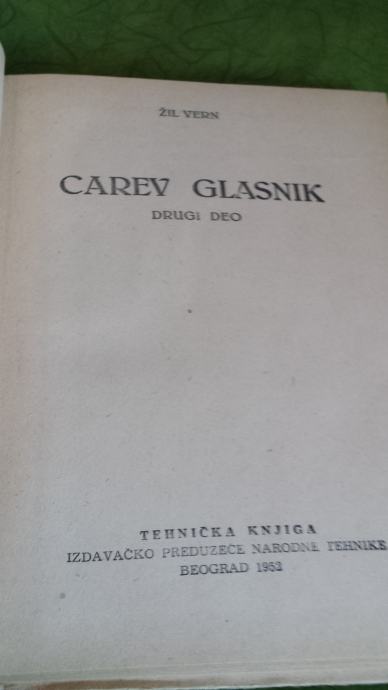 ŽIL VERN
CAREV GLASNIK
DRUGI DEO
TEHNIČKA KNJIGA
IZDAVAČKO PREDUZEĆE NARODNE TEHNIKE
BEOGRAD 1952